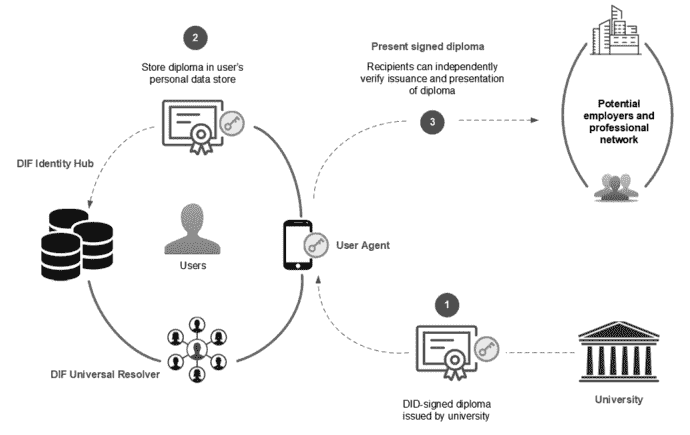 2
Store diploma in user's
personal data store
Present signed diploma
Recipients can independently
verify issuance and presentation
of diploma
3
Potential
employers and
professional
network
DIF Identity Hub
Users
User Agent
1
DIF Universal Resolver
DID-signed diploma
issued by university
University